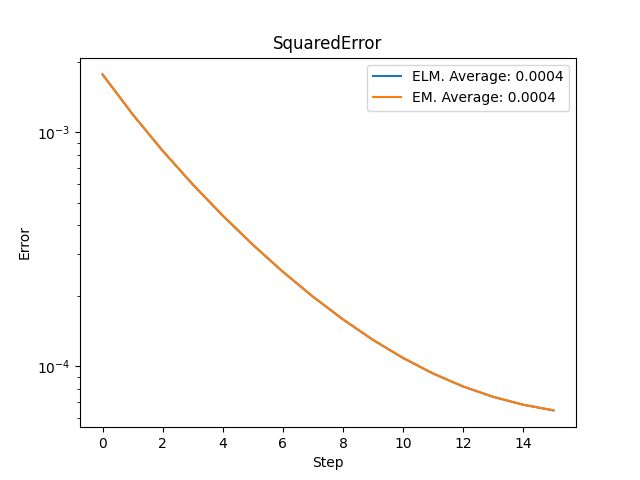 SquaredError
ELM. Average: 0.0004
EM. Average: 0.0004
10⁻³
10⁻⁴
Error
0 2 4 6 8 10 12 14
Step